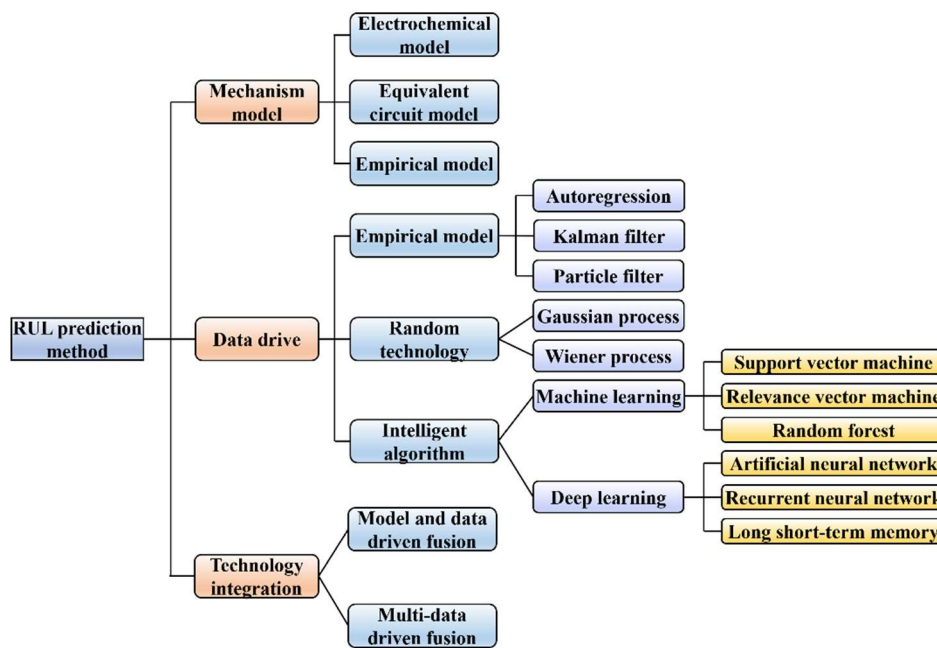 Electrochemical
model
Mechanism
model
Equivalent
circuit model
Empirical model
Autoregression
Empirical model
Kalman filter
Particle filter
RUL prediction
method
Data drive
Random
technology
Gaussian process
Wiener process
Support vector machine
Machine learning
Relevance vector machine
Random forest
Intelligent
algorithm
Artificial neural network
Deep learning
Recurrent neural network
Long short-term memory
Model and data
driven fusion
Technology
integration
Multi-data
driven fusion